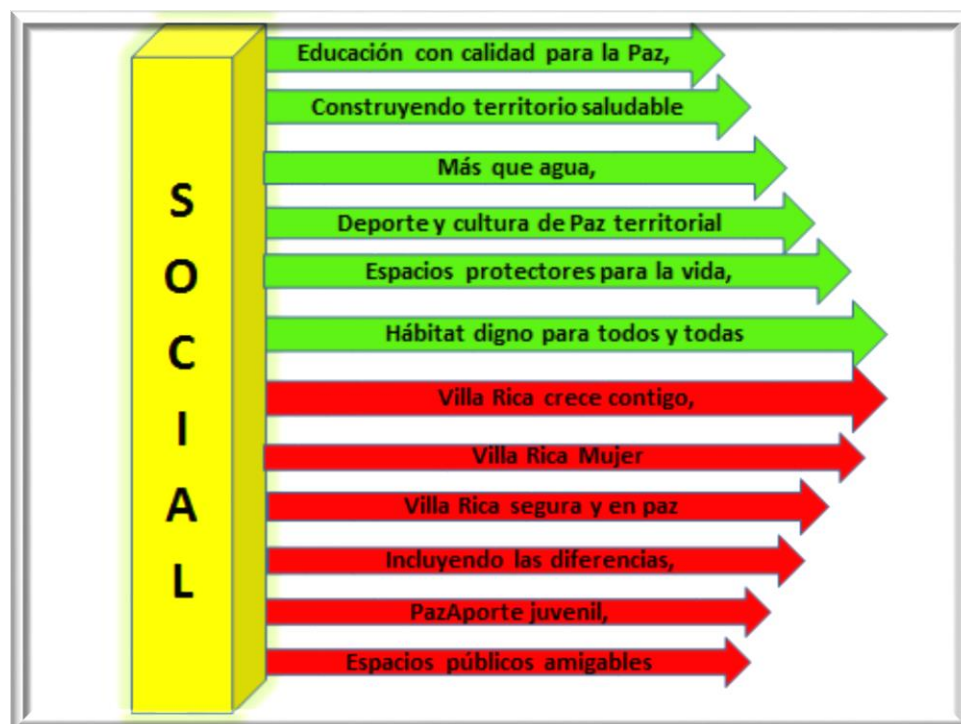 SOCIAL
Educación con calidad para la Paz,
Construyendo territorio saludable
Más que agua,
Deporte y cultura de Paz territorial
Espacios protectores para la vida,
Hábitat digno para todos y todas
Villa Rica crece contigo,
Villa Rica Mujer
Villa Rica segura y en paz
Incluyendo las diferencias,
PazAporte juvenil,
Espacios públicos amigables